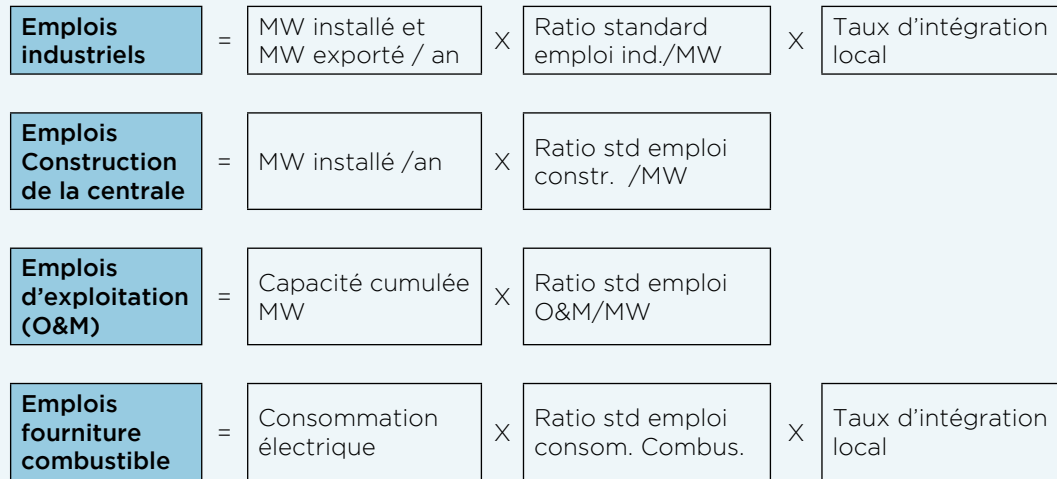 Emplois
industriels
=
MW installé et
MW exporté / an
X
Ratio standard
emploi ind./MW
X
Taux d'intégration
local
Emplois
Construction
de la centrale
=
MW installé /an
X
Ratio std emploi
constr. /MW
Emplois
d'exploitation
(O&M)
=
Capacité cumulée
MW
X
Ratio std emploi
O&M/MW
Emplois
fourniture
combustible
=
Consommation
électrique
X
Ratio std emploi
consom. Combus.
X
Taux d'intégration
local